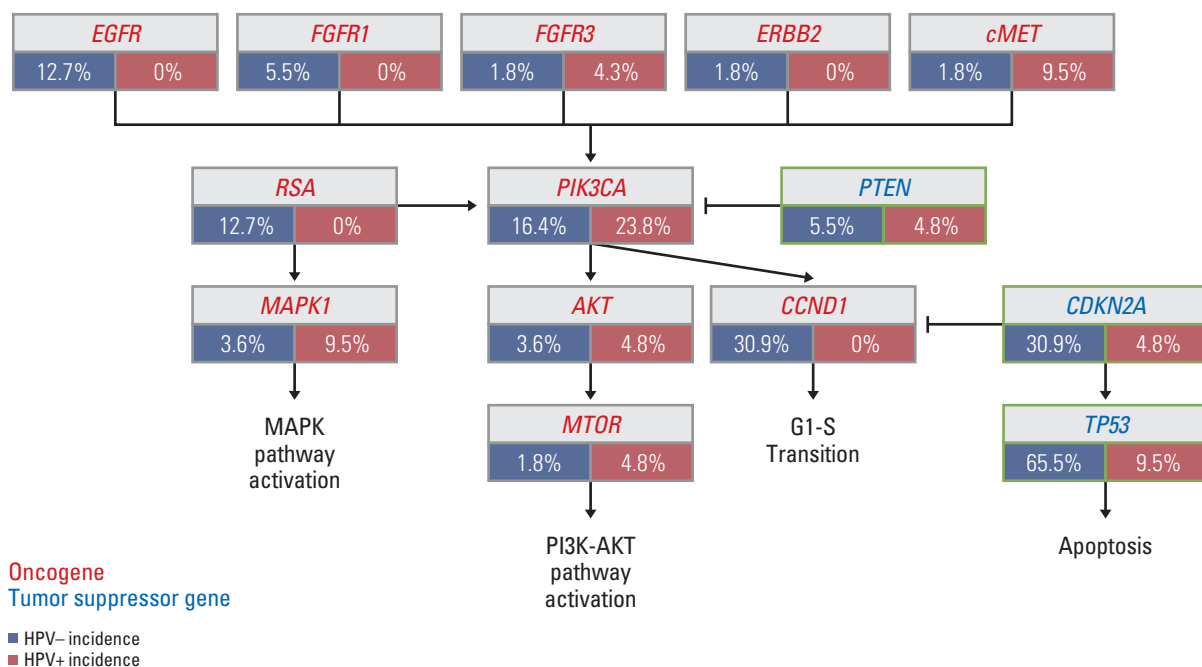 EGFR
12.7% 0%
FGFR1
5.5% 0%
FGFR3
1.8% 4.3%
ERBB2
1.8% 0%
cMET
1.8% 9.5%
RSA
12.7% 0%
PIK3CA
16.4% 23.8%
PTEN
5.5% 4.8%
MAPK1
3.6% 9.5%
AKT
3.6% 4.8%
CCND1
30.9% 0%
CDKN2A
30.9% 4.8%
MAPK
pathway
activation
MTOR
1.8% 4.8%
G1-S
Transition
TP53
65.5% 9.5%
PI3K-AKT
pathway
activation
Apoptosis
Oncogene
Tumor suppressor gene
HPV– incidence
HPV+ incidence